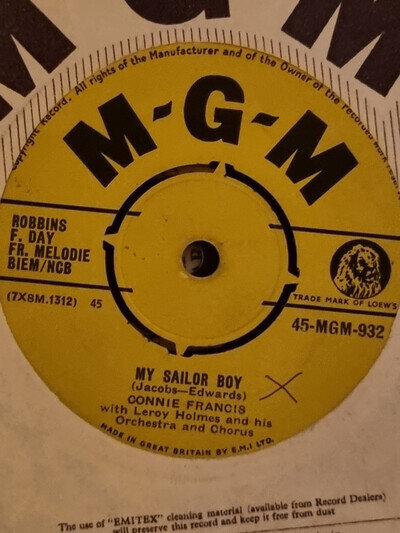 M-G-M
Copyright Record. All rights of the Manufacturer and of the Owner of the Recorded Work
M-G-M
ROBBINS
F. DAY
FR. MELODIE
BIEM/NCB
(7X8M.1312) 45
TRADE MARK OF LOEW'S
45-MGM-932
MY SAILOR BOY
(Jacobs-Edwards)
CONNIE FRANCIS
with Leroy Holmes and his
Orchestra and Chorus
MADE IN GREAT BRITAIN BY E.M.I LTD.
The use of "EMITEX" cleaning material (available from Record Dealers)
will preserve this record and keep it free from dust